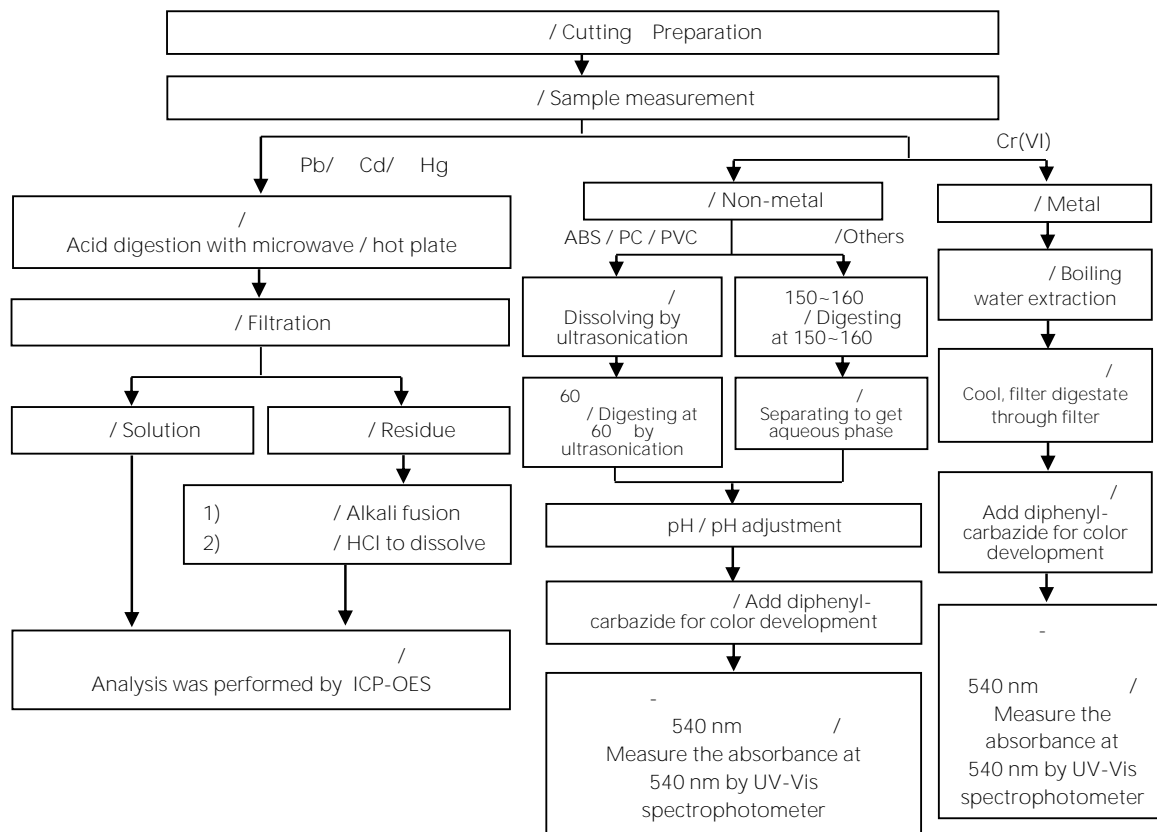 / Cutting Preparation
/ Sample measurement
Pb/ Cd/ Hg
Cr(VI)
/
Acid digestion with microwave / hot plate
/ Filtration
/ Solution
/ Residue
1) / Alkali fusion
2) / HCl to dissolve
/
Analysis was performed by ICP-OES
/ Non-metal
ABS / PC / PVC
/Others
/
Dissolving by
ultrasonication
60
/ Digesting at
60 by
ultrasonication
150~160
/ Digesting
at 150~160
/
Separating to get
aqueous phase
pH / pH adjustment
/ Add diphenyl-
carbazide for color development
-
540 nm /
Measure the absorbance at
540 nm by UV-Vis
spectrophotometer
/ Metal
/ Boiling
water extraction
/
Cool, filter digestate
through filter
/
Add diphenyl-
carbazide for color
development
-
540 nm /
Measure the
absorbance at
540 nm by UV-Vis
spectrophotometer